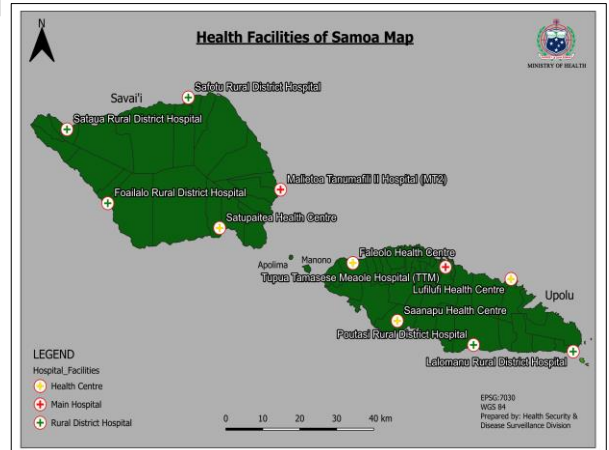 N
Health Facilities of Samoa Map
MINISTRY OF HEALTH
Savai'i
Safotu Rural District Hospital
Sataua Rural District Hospital
Malietoa Tanumafili II Hospital (MT2)
Foailalo Rural District Hospital
Satupaitea Health Centre
Apolima
Manono
Faleolo Health Centre
Tupua Tamasese Meaole Hospital (TTM)
Lufilufi Health Centre
Upolu
Saanapu Health Centre
Poutasi Rural District Hospital
Lalomanu Rural District Hospital
LEGEND
Hospital_Facilities
Health Centre
Main Hospital
Rural District Hospital
0 10 20 30 40 km
EPSG:7030
WGS 84
Prepared by: Health Security &
Disease Surveillance Division